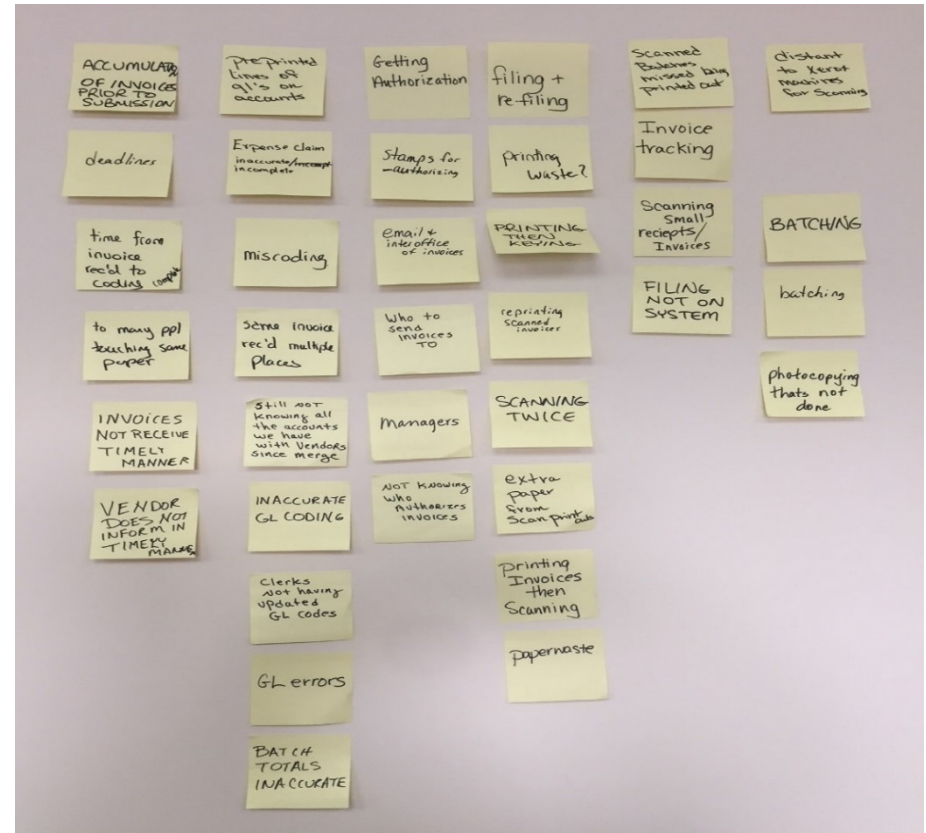 ACCUMULAT
OF INVOICES
PRIOR TO
SUBMISSION
deadlines
time from
invoice
rec'd to
coding
to many ppl
touching same
paper
INVOICES
NOT RECEIVE
TIMELY
MANNER
VENDOR
DOES NOT
INFORM IN
TIMELY
preprinted
lines of
gl's on
accounts
Expense claim
inaccurate/
incomplete
miscoding
Same invoice
rec'd multiple
Places
Still NOT
Knowing all
the accounts
we have
with Vendors
since merge
INACCURATE
GL CODING
Clerks
Not having
updated
GL Codes
GL errors
BATCH
TOTALS
INACCURATE
Getting
Authorization
Stamps for
authorizing
email +
interoffice
of invoices
Who to
send
invoices
TO
Managers
NOT KNOWING
Who
Authorizers
INVOICES
filing +
re-filing
printing
waste?
PRINTING
THEN
KEYING
reprinting
scanned
invoices
SCANNING
TWICE
extra
paper
from
Scan print
printing
Invoices
then
Scanning
paperwaste
Scanned
Batches
missed being
printed out
Invoice
tracking
Scanning
Small
reciepts/
Invoices
FILING
NOT ON
SYSTEM
distant
to Xerox
machines
for Scanning
BATCHING
batching
photocopying
thats not
done